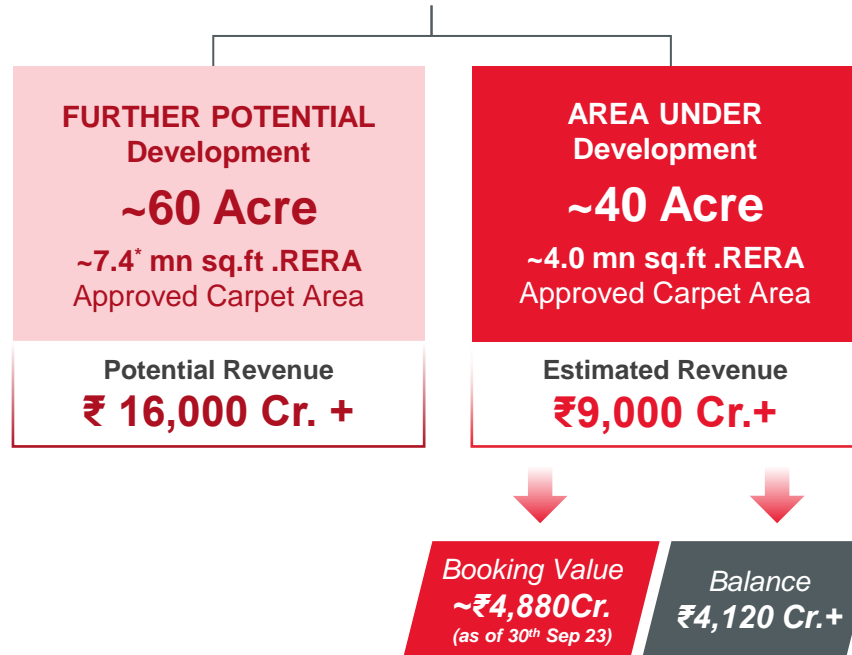 FURTHER POTENTIAL
Development
~60 Acre
~7.4* mn sq.ft .RERA
Approved Carpet Area
Potential Revenue
₹ 16,000 Cr. +
AREA UNDER
Development
~40 Acre
~4.0 mn sq.ft .RERA
Approved Carpet Area
Estimated Revenue
₹9,000 Cr.+
Booking Value
~₹4,880Cr.
(as of 30th Sep 23)
Balance
₹4,120 Cr.+